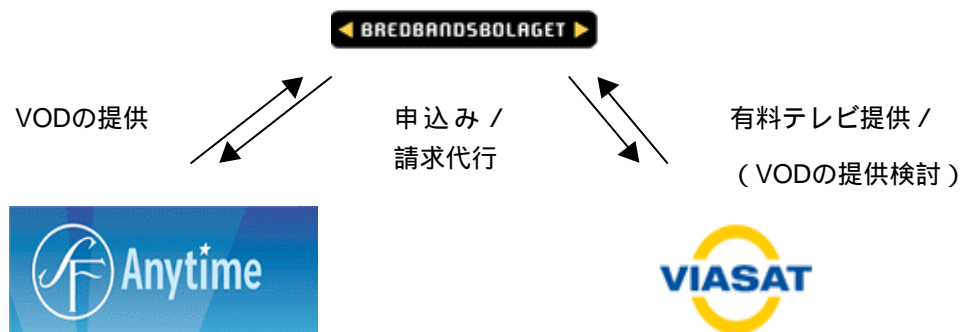 BREDBANDSBOLAGET
VODの提供
申込み /
請求代行
有料テレビ提供 /
(VODの提供検討)
SF Anytime
VIASAT